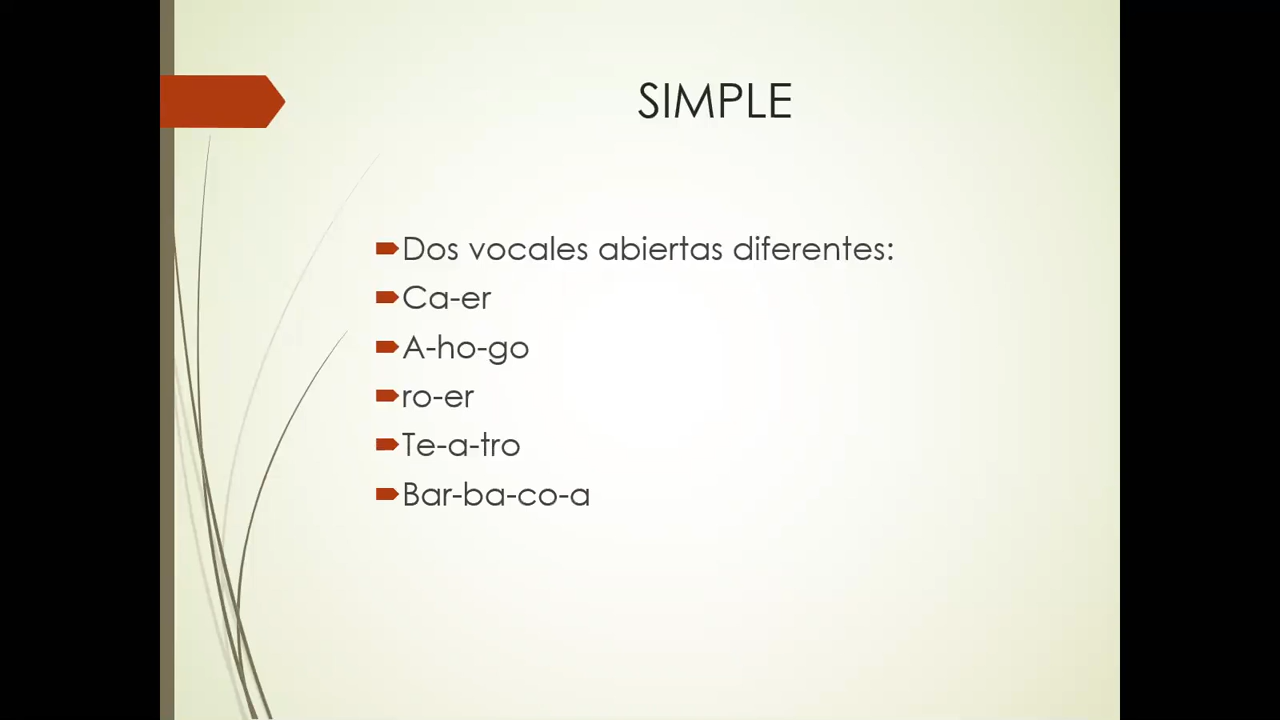 SIMPLE
Dos vocales abiertas diferentes:
Ca-er
A-ho-go
ro-er
Te-a-tro
Bar-ba-co-a